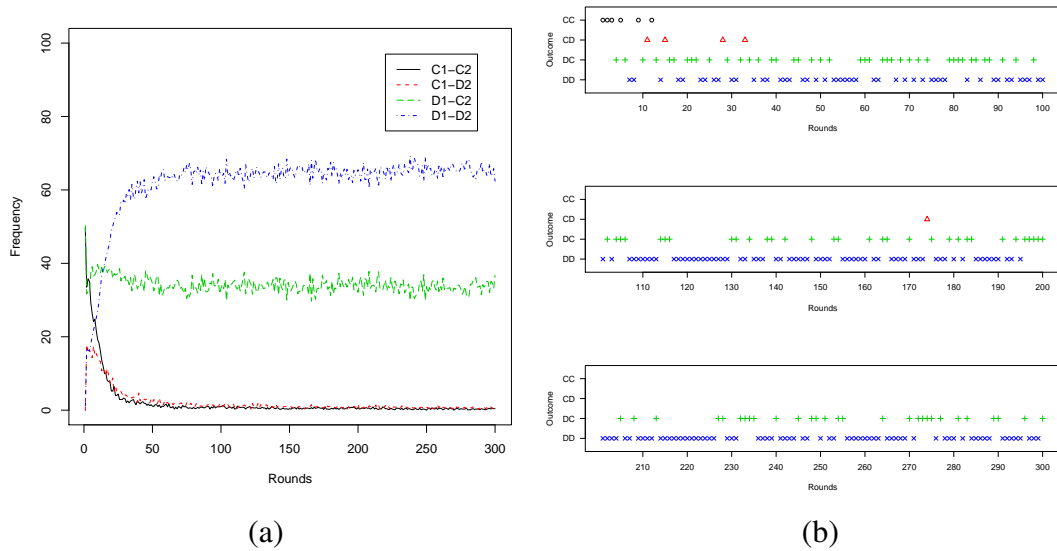 100
80
60
40
20
0
Frequency
C1−C2
C1−D2
D1−C2
D1−D2
0 50 100 150 200 250 300
Rounds
(a)
CC
CD
DC
DD
Outcome
10 20 30 40 50 60 70 80 90 100
Rounds
CC
CD
DC
DD
Outcome
110 120 130 140 150 160 170 180 190 200
Rounds
CC
CD
DC
DD
Outcome
210 220 230 240 250 260 270 280 290 300
Rounds
(b)